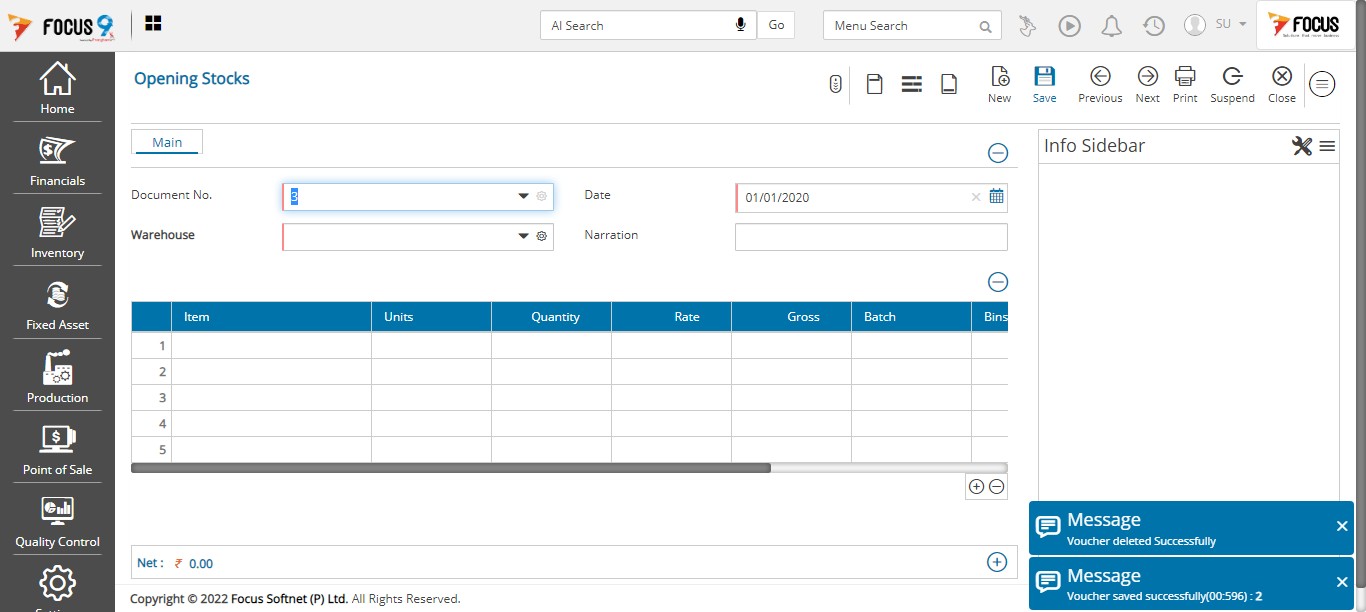 FOCUS 9
AI Search
Go
Menu Search
SU
FOCUS
Home
Financials
Inventory
Fixed Asset
Production
Point of Sale
Quality Control
Opening Stocks
New
Save
Previous
Next
Print
Suspend
Close
Main
Document No.
3
Date
01/01/2020
Warehouse
Narration
Item Units Quantity Rate Gross Batch Bins
1
2
3
4
5
Net : ₹ 0.00
Copyright © 2022 Focus Softnet (P) Ltd. All Rights Reserved.
Info Sidebar
Message
Voucher deleted Successfully
Message
Voucher saved successfully(00:596) : 2